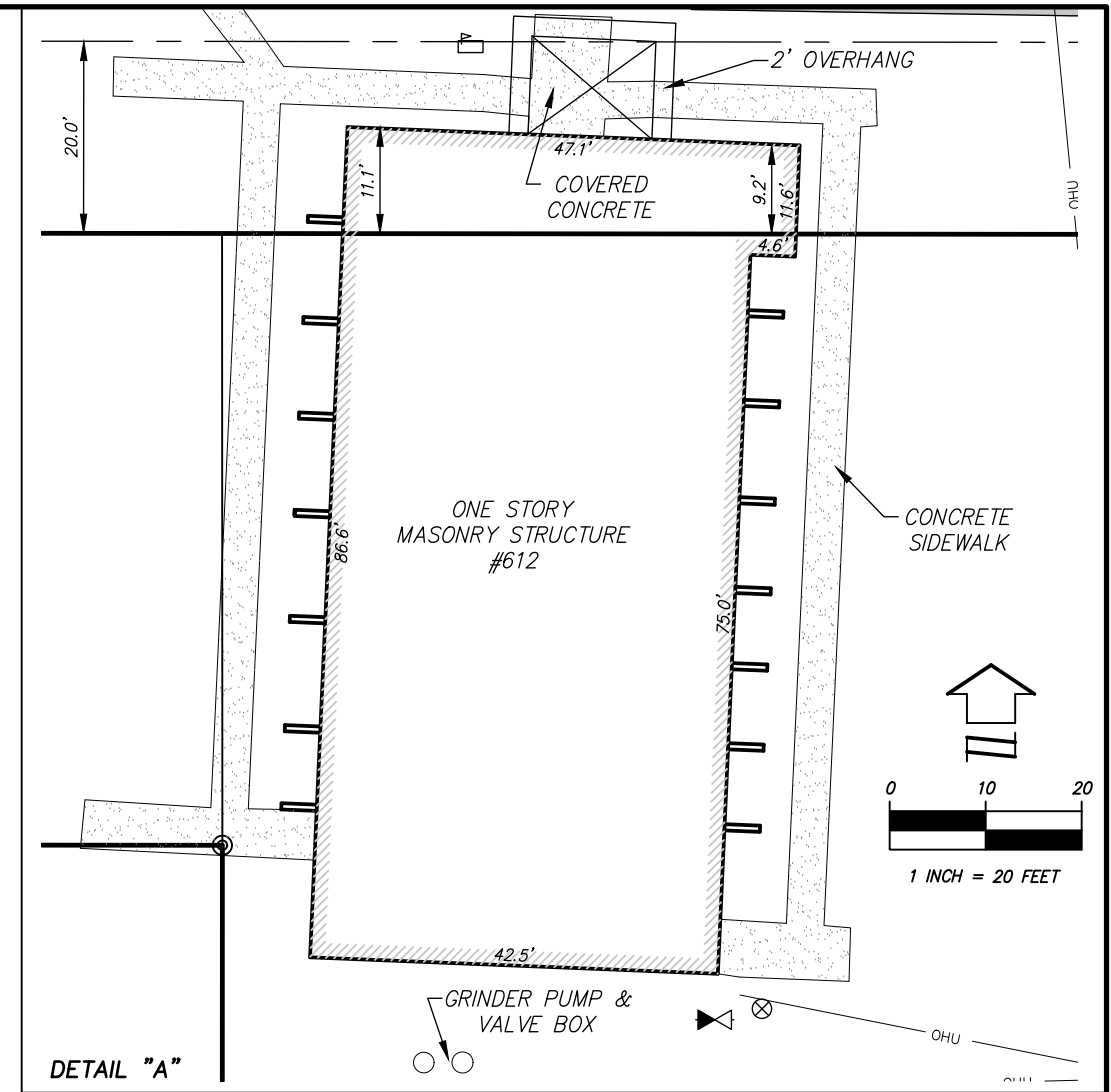 2' OVERHANG
20.0'
47.1'
11.1'
9.2'
11.6'
OHU
COVERED
CONCRETE
4.6'
ONE STORY
MASONRY STRUCTURE
#612
CONCRETE
SIDEWALK
86.6'
75.0'
0 10 20
1 INCH = 20 FEET
42.5'
GRINDER PUMP &
VALVE BOX
OHU
DETAIL "A"
OHU